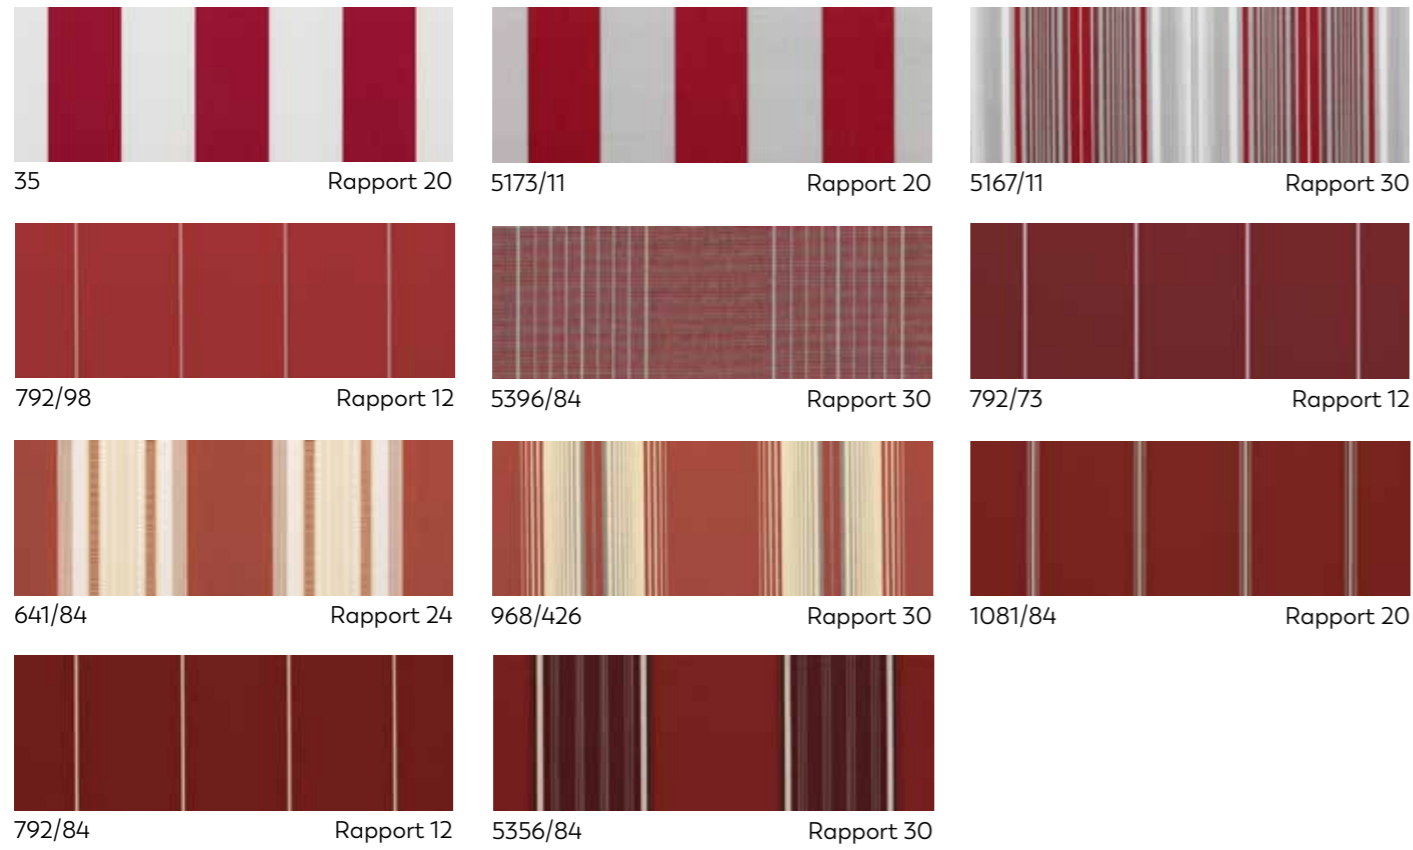 35 Rapport 20
5173/11 Rapport 20
5167/11 Rapport 30
792/98 Rapport 12
5396/84 Rapport 30
792/73 Rapport 12
641/84 Rapport 24
968/426 Rapport 30
1081/84 Rapport 20
792/84 Rapport 12
5356/84 Rapport 30